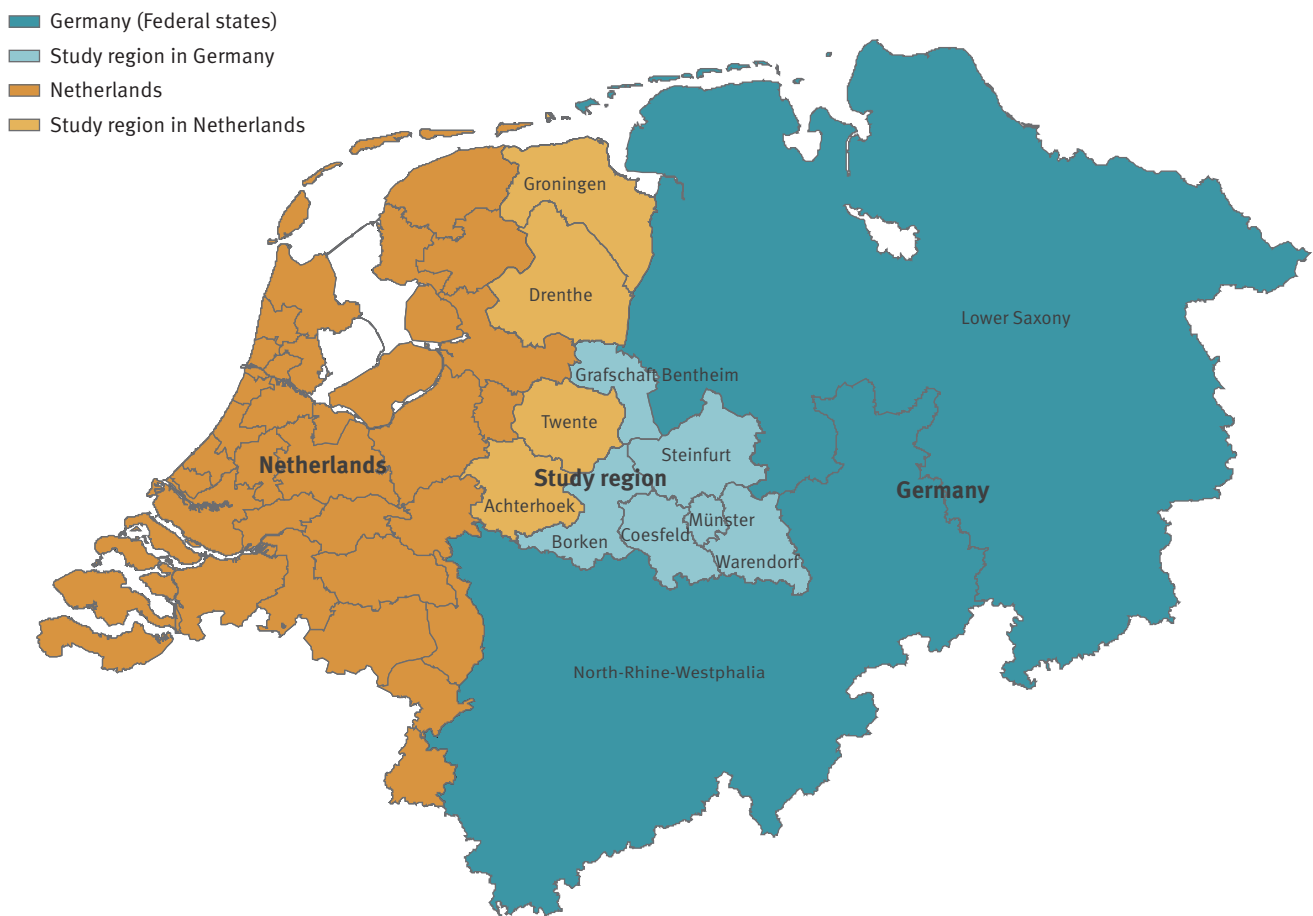 Germany (Federal states)
Study region in Germany
Netherlands
Study region in Netherlands
Groningen
Drenthe
Lower Saxony
Grafschaft Bentheim
Twente
Steinfurt
Netherlands
Study region
Germany
Achterhoek
Münster
Borken
Coesfeld
Warendorf
North-Rhine-Westphalia